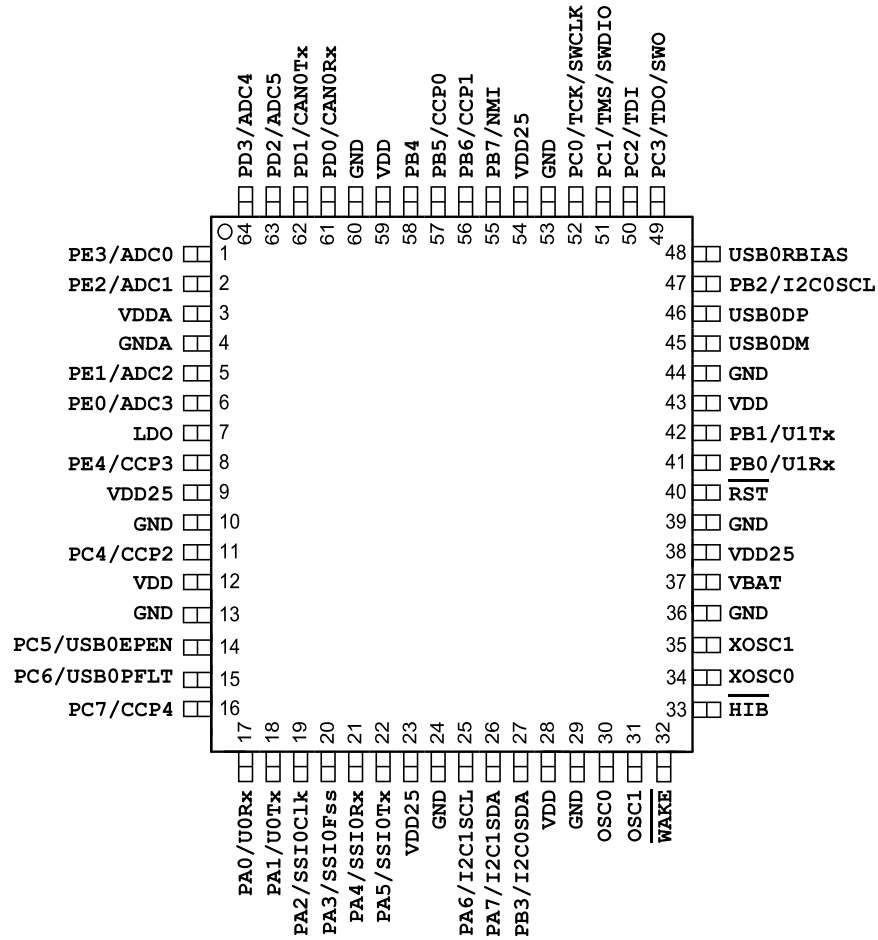 PD3/ADC4
PD2/ADC5
PD1/CAN0Tx
PD0/CAN0Rx
GND
VDD
PB4
PB5/CCP0
PB6/CCP1
PB7/NMI
VDD25
GND
PC0/TCK/SWCLK
PC1/TMS/SWDIO
PC2/TDI
PC3/TDO/SWO
64 63 62 61 60 59 58 57 56 55 54 53 52 51 50 49
PE3/ADC0 1 48 USB0RBIAS
PE2/ADC1 2 47 PB2/I2C0SCL
VDDA 3 46 USB0DP
GNDA 4 45 USB0DM
PE1/ADC2 5 44 GND
PE0/ADC3 6 43 VDD
LDO 7 42 PB1/U1Tx
PE4/CCP3 8 41 PB0/U1Rx
VDD25 9 40 RST
GND 10 39 GND
PC4/CCP2 11 38 VDD25
VDD 12 37 VBAT
GND 13 36 GND
PC5/USB0EPEN 14 35 XOSC1
PC6/USB0PFLT 15 34 XOSC0
PC7/CCP4 16 33 HIB
17 18 19 20 21 22 23 24 25 26 27 28 29 30 31 32
PA0/U0Rx
PA1/U0Tx
PA2/SSI0Clk
PA3/SSI0Fss
PA4/SSI0Rx
PA5/SSI0Tx
VDD25
GND
PA6/I2C1SCL
PA7/I2C1SDA
PB3/I2C0SDA
VDD
GND
OSC0
OSC1
WAKE